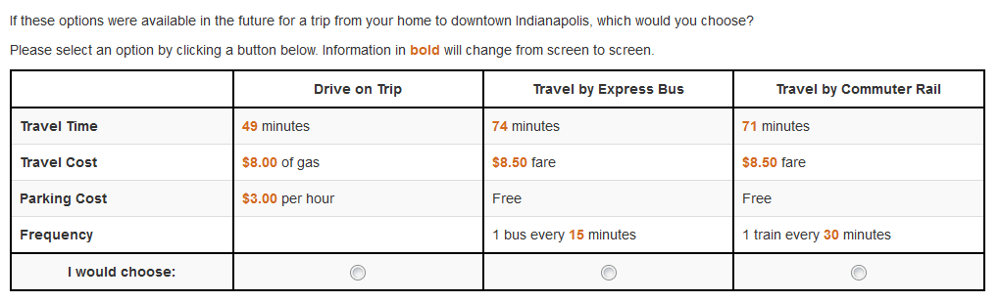 If these options were available in the future for a trip from your home to downtown Indianapolis, which would you choose?
Please select an option by clicking a button below. Information in bold will change from screen to screen.
Drive on Trip Travel by Express Bus Travel by Commuter Rail
Travel Time 49 minutes 74 minutes 71 minutes
Travel Cost $8.00 of gas $8.50 fare $8.50 fare
Parking Cost $3.00 per hour Free Free
Frequency 1 bus every 15 minutes 1 train every 30 minutes
I would choose: